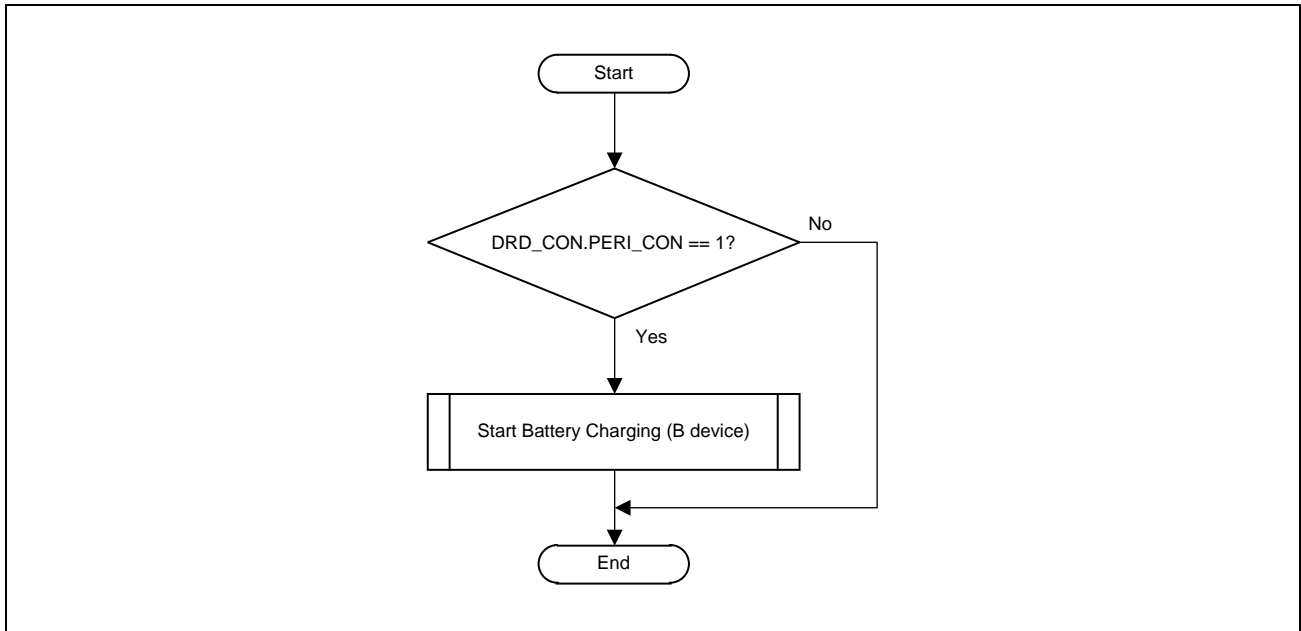 Start
DRD_CON.PERI_CON == 1?
No
Yes
Start Battery Charging (B device)
End